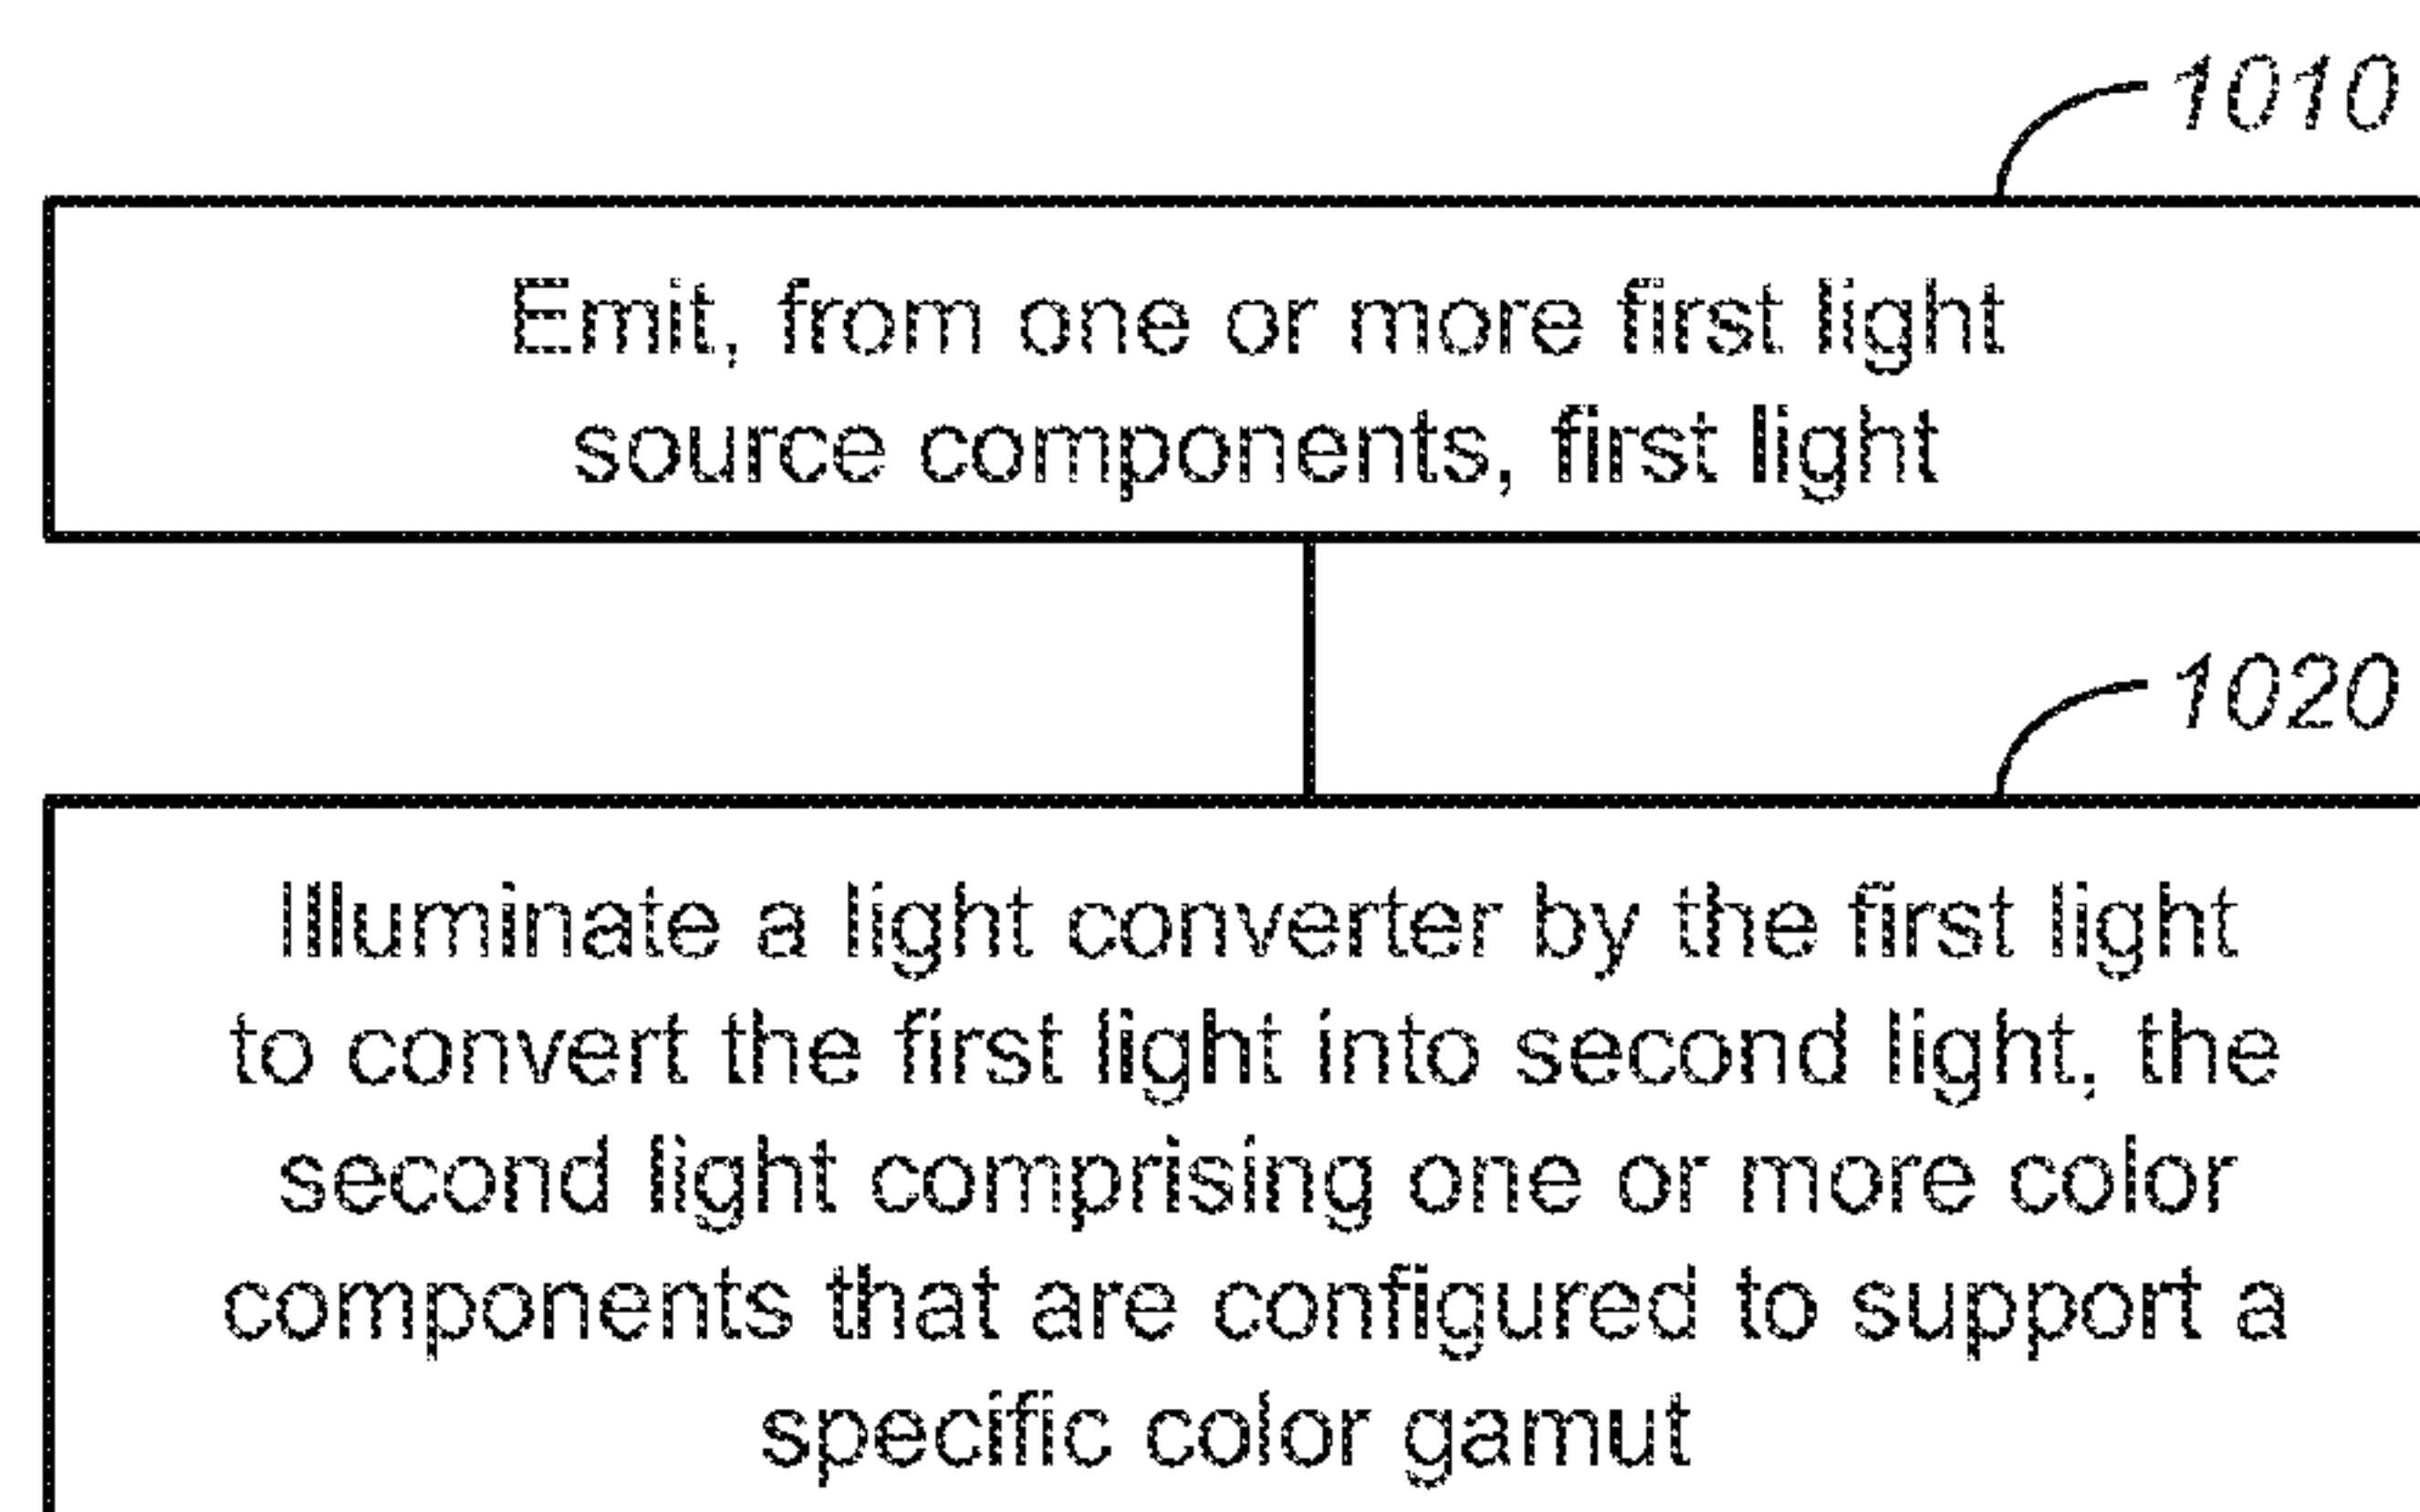 1010
Emit, from one or more first light
source components, first light
1020
Illuminate a light converter by the first light
to convert the first light into second light, the
second light comprising one or more color
components that are configured to support a
specific color gamut